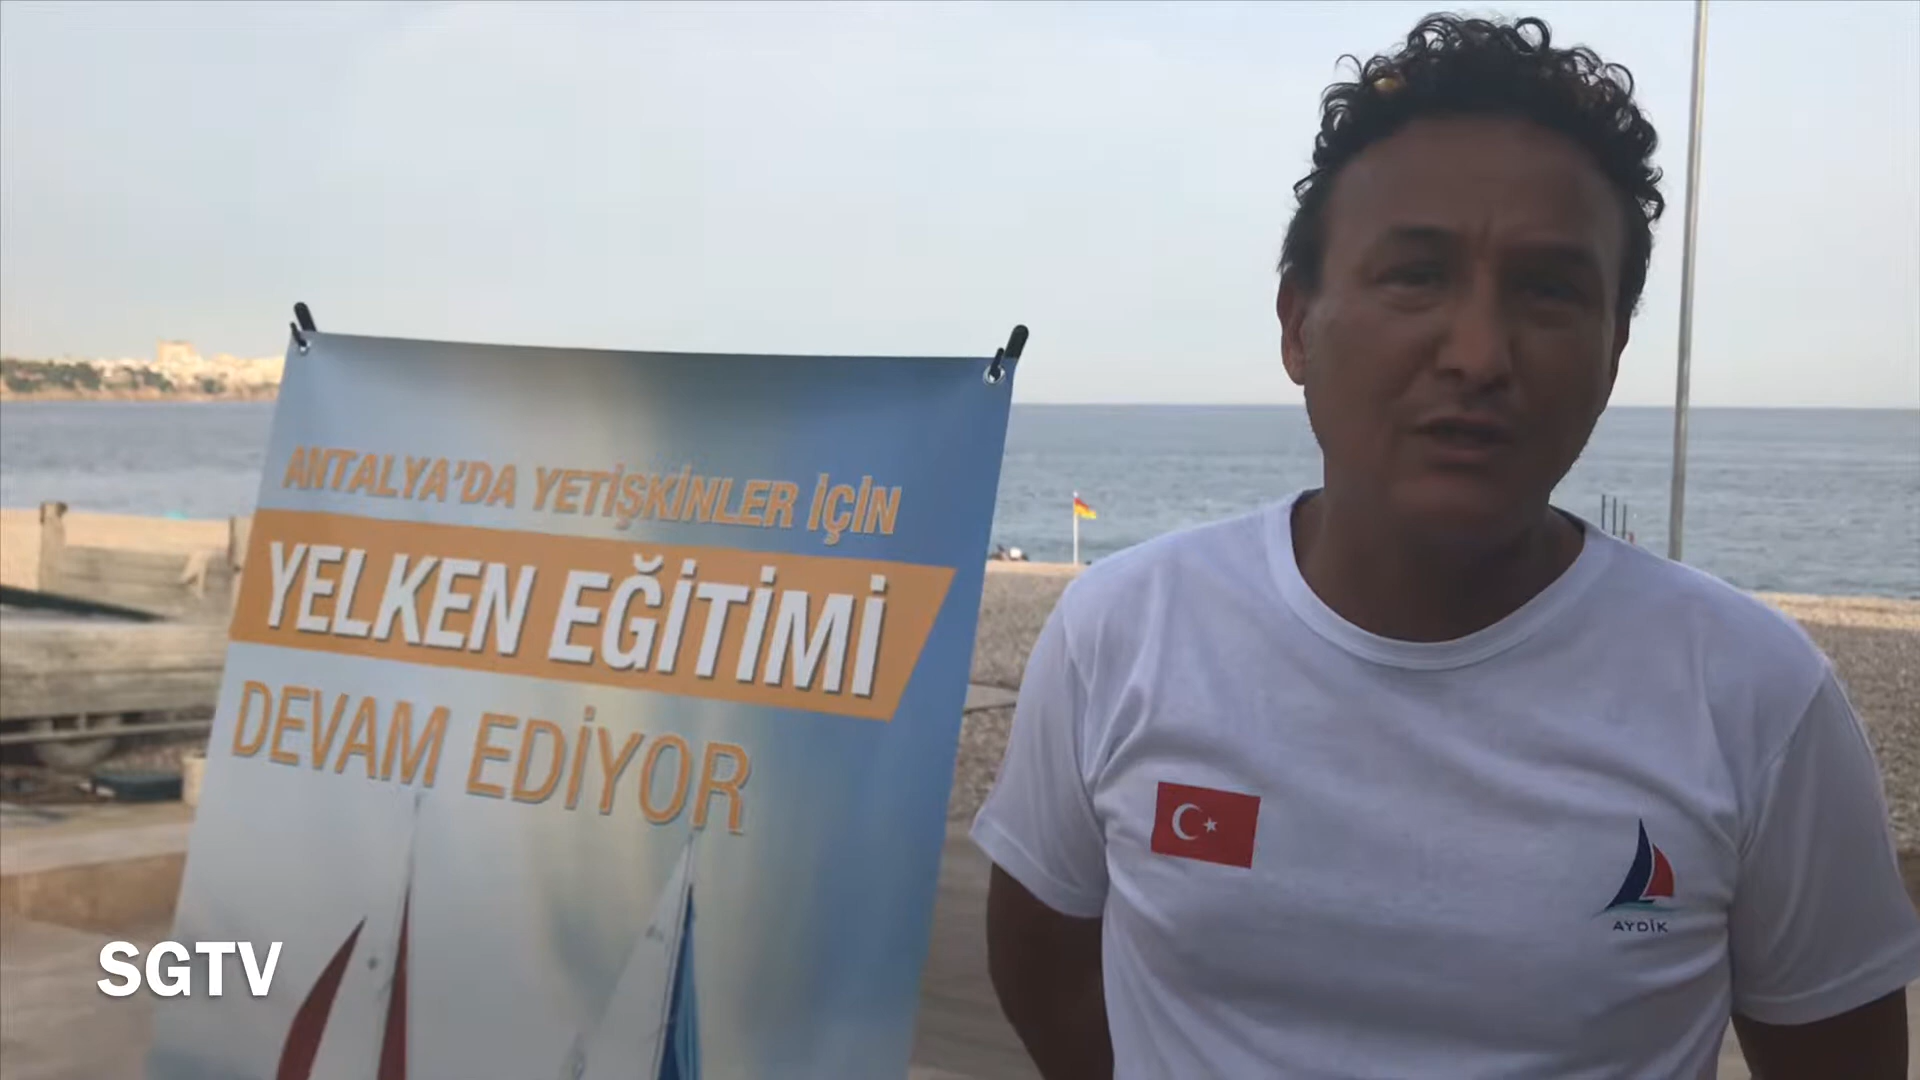 ANTALYA'DA YETİŞKİNLER İÇİN
YELKEN EĞİTİMİ
DEVAM EDİYOR
AYDİK
SGTV